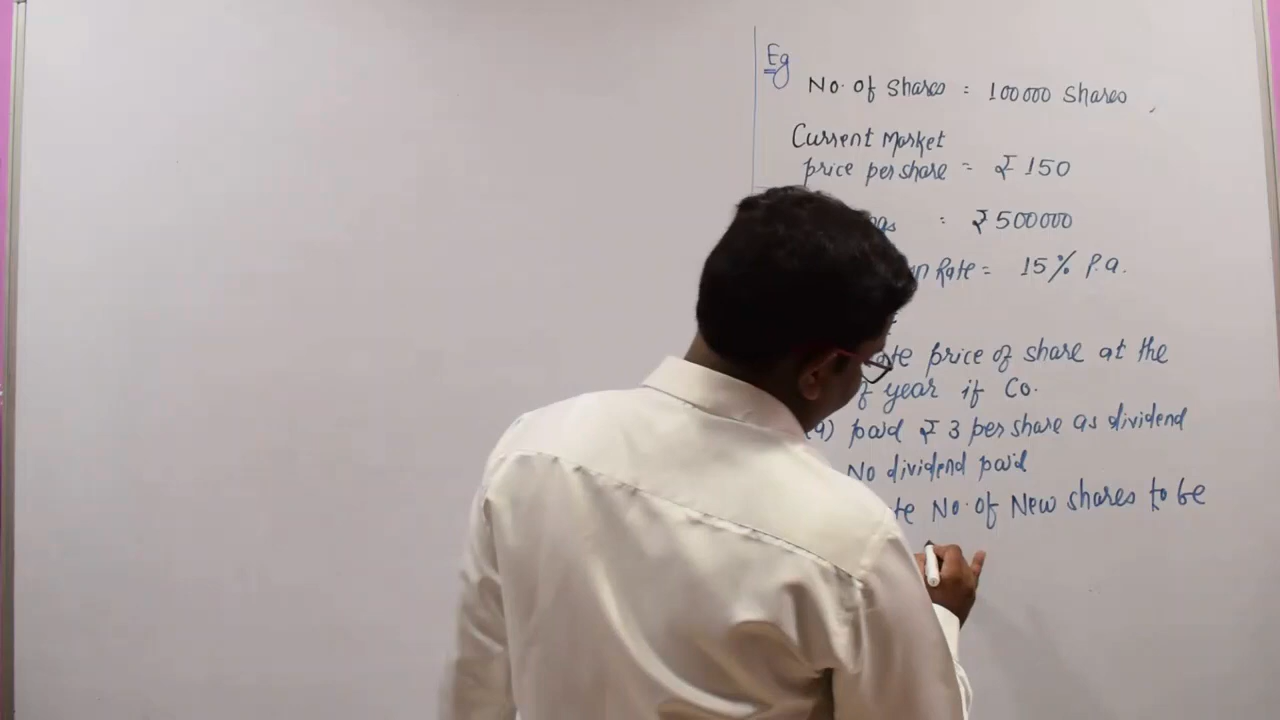 Eg
No. of Shares = 100000 Shares
Current Market
price per share = ₹ 150
= ₹ 500000
Rate = 15% P.a.
price of share at the
year if Co.
paid ₹ 3 per share as dividend
No dividend paid
No. of New shares to be